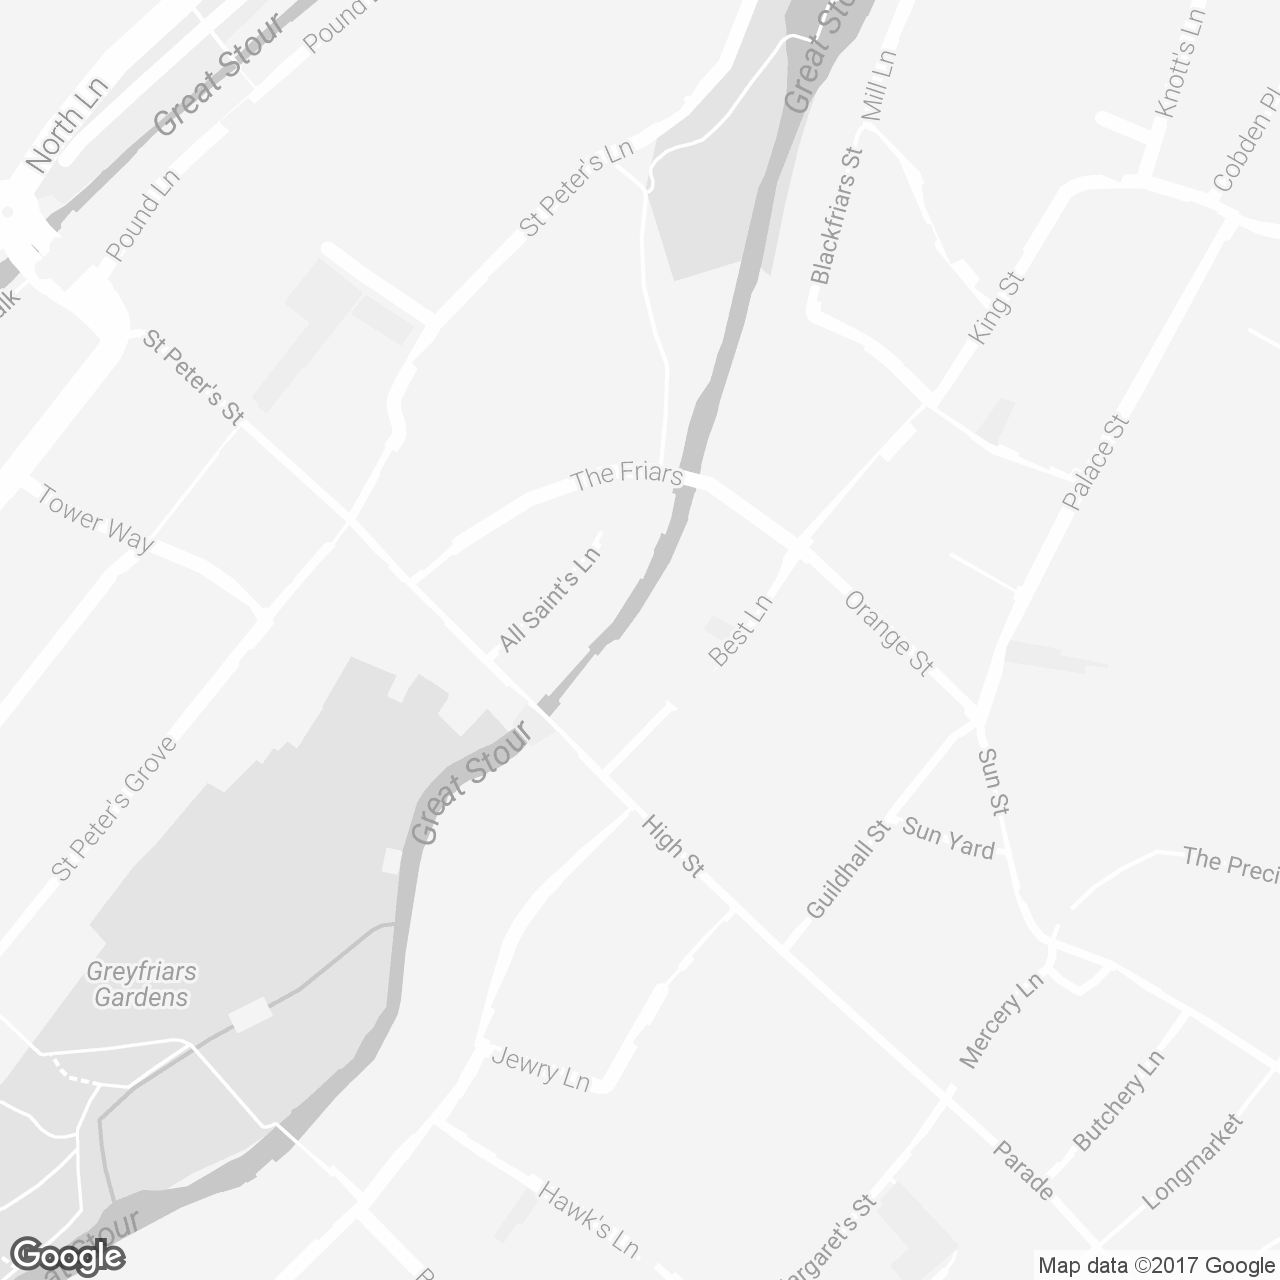 Great Stour
Pound
North Ln
Great
Mill Ln
Knott's Ln
Cobden Pl
St Peter's Ln
Pound Ln
Blackfriars St
King St
St Peter's St
Palace St
The Friars
Tower Way
All Saint's Ln
Best Ln
Orange St
Great Stour
St Peter's Grove
Sun St
High St
Sun Yard
Guildhall St
The Preci
Greyfriars
Gardens
Mercery Ln
Jewry Ln
Butchery Ln
Longmarket
Parade
Hawk's Ln
Stour
Google
Map data ©2017 Google